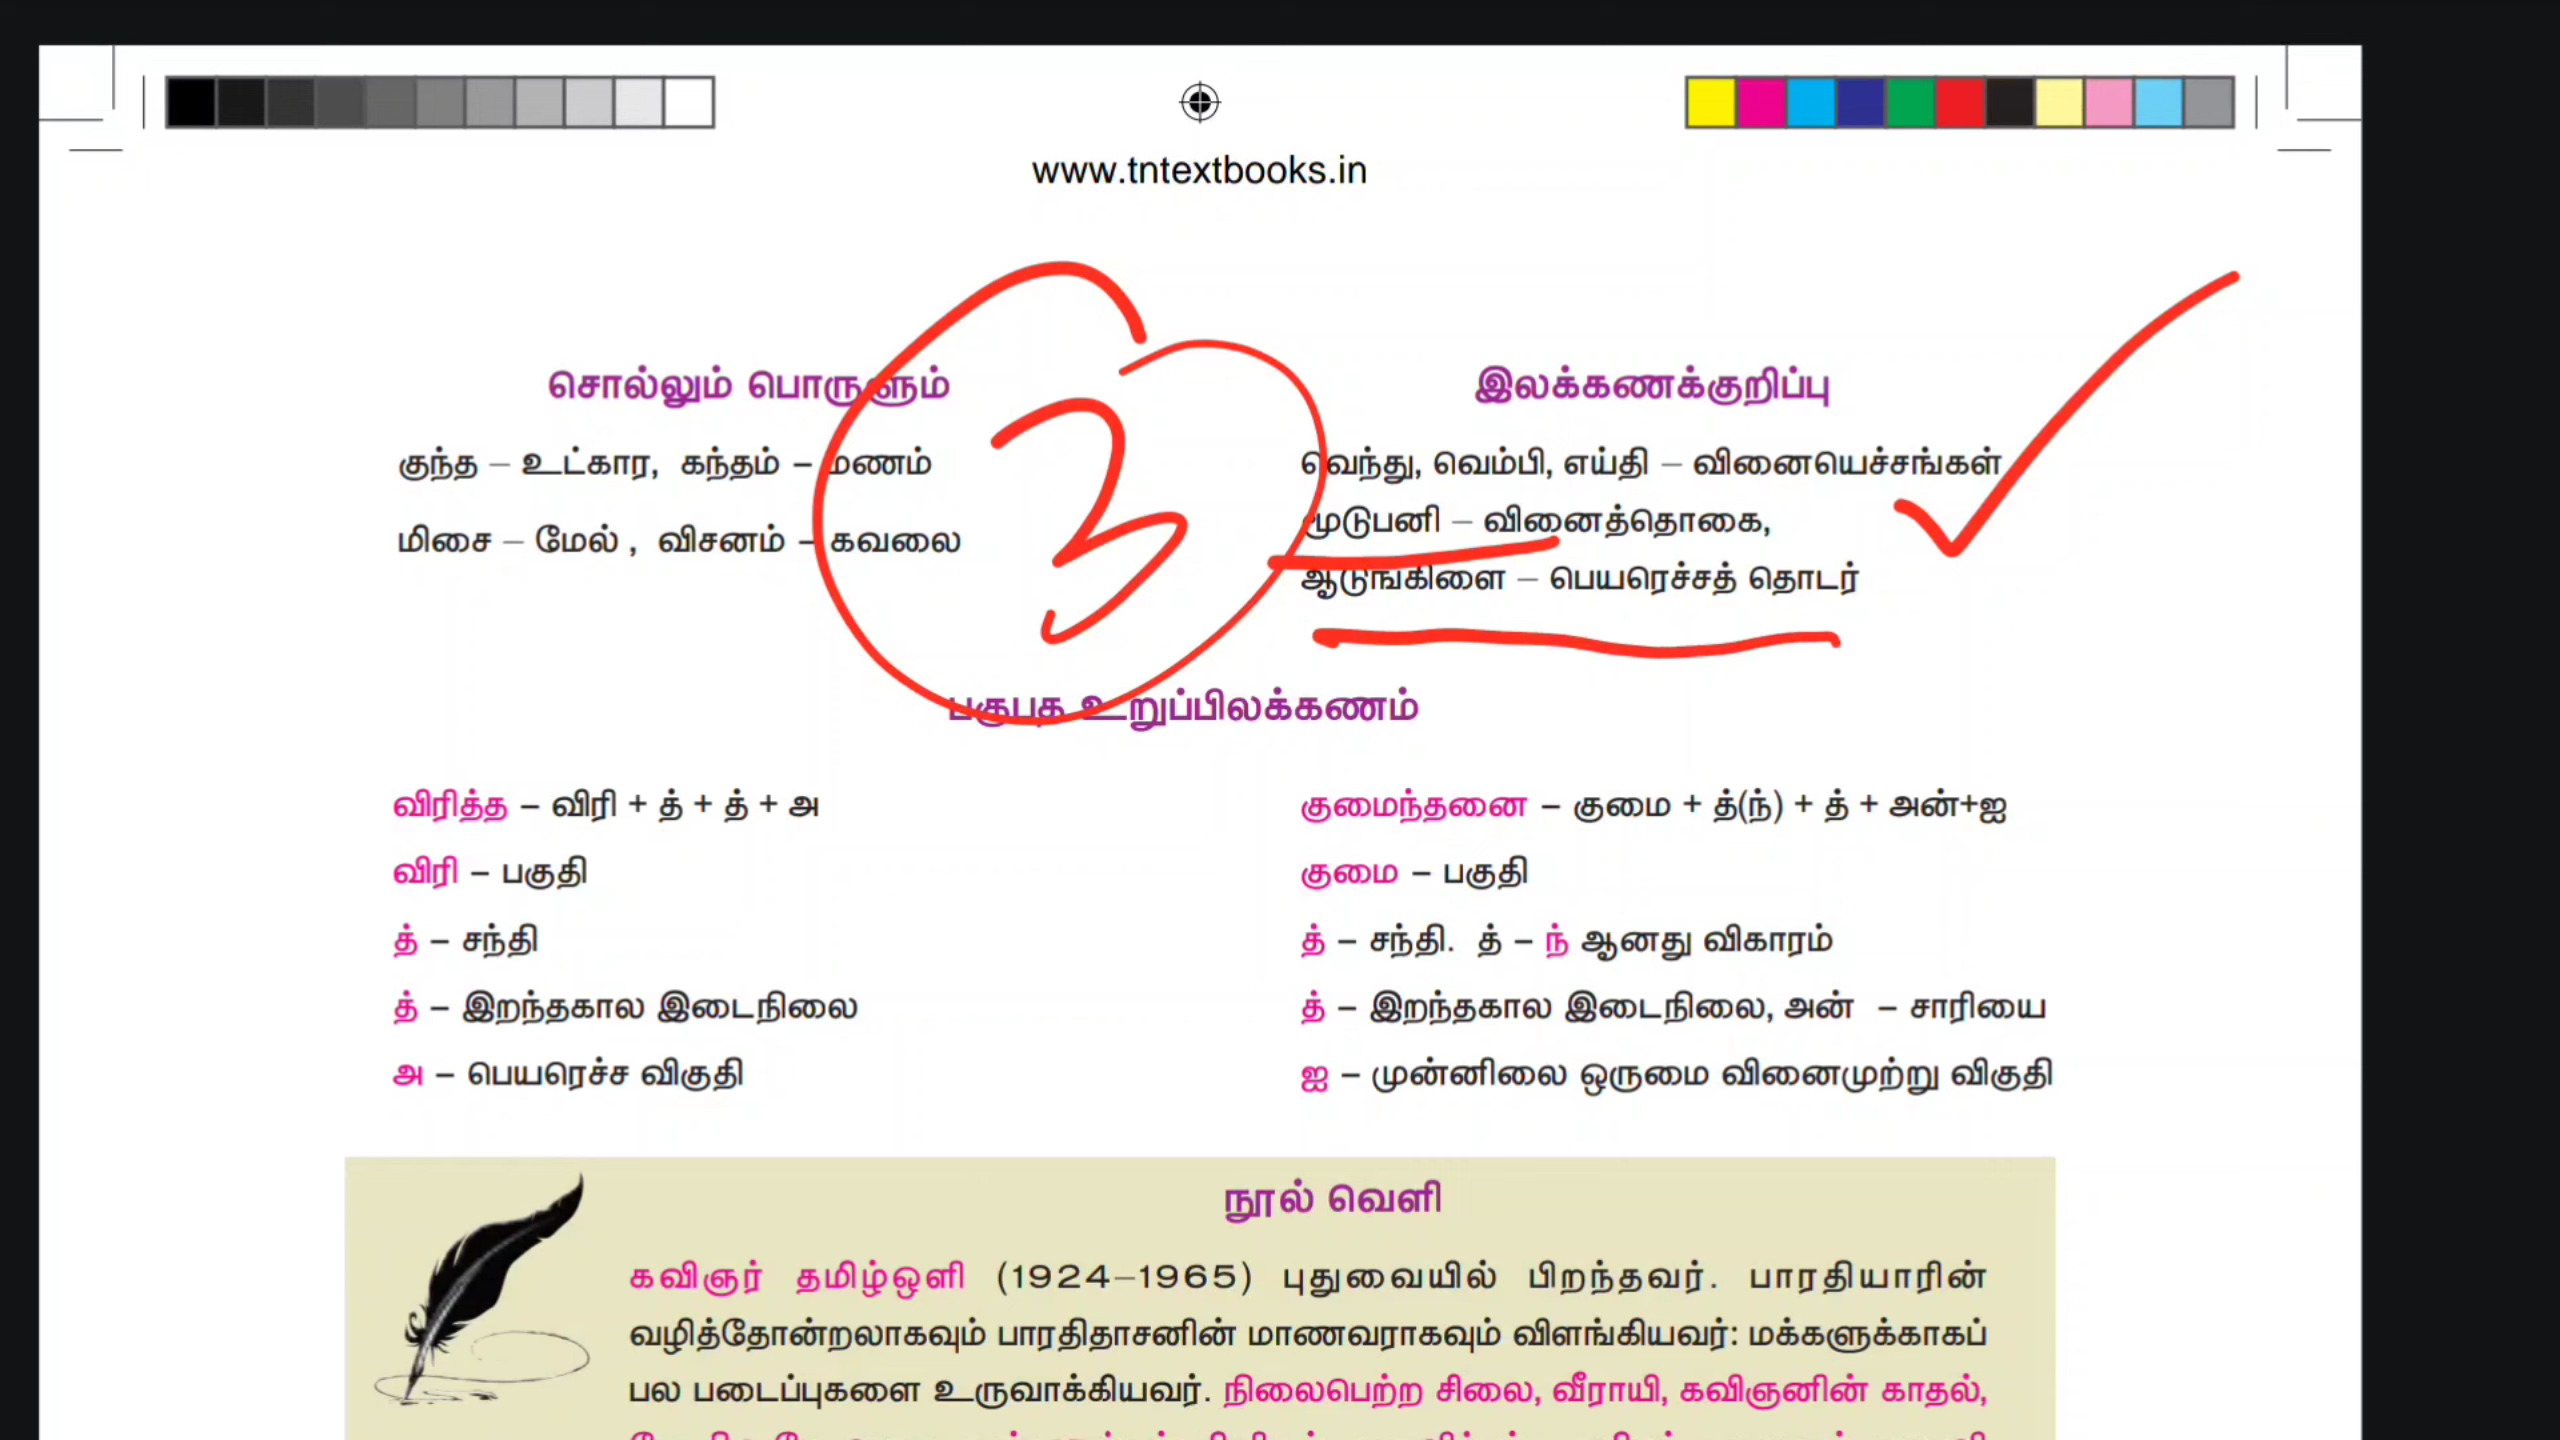 www.tntextbooks.in
3
சொல்லும் பொருளும்
குந்த – உட்கார, கந்தம் – மணம்
மிசை – மேல் , விசனம் – கவலை
இலக்கணக்குறிப்பு
வெந்து, வெம்பி, எய்தி – வினையெச்சங்கள்
மூடுபனி – வினைத்தொகை,
ஆடுங்கிளை – பெயரெச்சத் தொடர்
பகுபத உறுப்பிலக்கணம்
விரித்த – விரி + த் + த் + அ
விரி – பகுதி
த் – சந்தி
த் – இறந்தகால இடைநிலை
அ – பெயரெச்ச விகுதி
குமைந்தனை – குமை + த்(ந்) + த் + அன்+ஐ
குமை – பகுதி
த் – சந்தி. த் – ந் ஆனது விகாரம்
த் – இறந்தகால இடைநிலை, அன் – சாரியை
ஐ – முன்னிலை ஒருமை வினைமுற்று விகுதி
நூல் வெளி
கவிஞர் தமிழ்ஒளி (1924–1965) புதுவையில் பிறந்தவர். பாரதியாரின்
வழித்தோன்றலாகவும் பாரதிதாசனின் மாணவராகவும் விளங்கியவர்: மக்களுக்காகப்
பல படைப்புகளை உருவாக்கியவர். நிலைபெற்ற சிலை, வீராயி, கவிஞனின் காதல்,